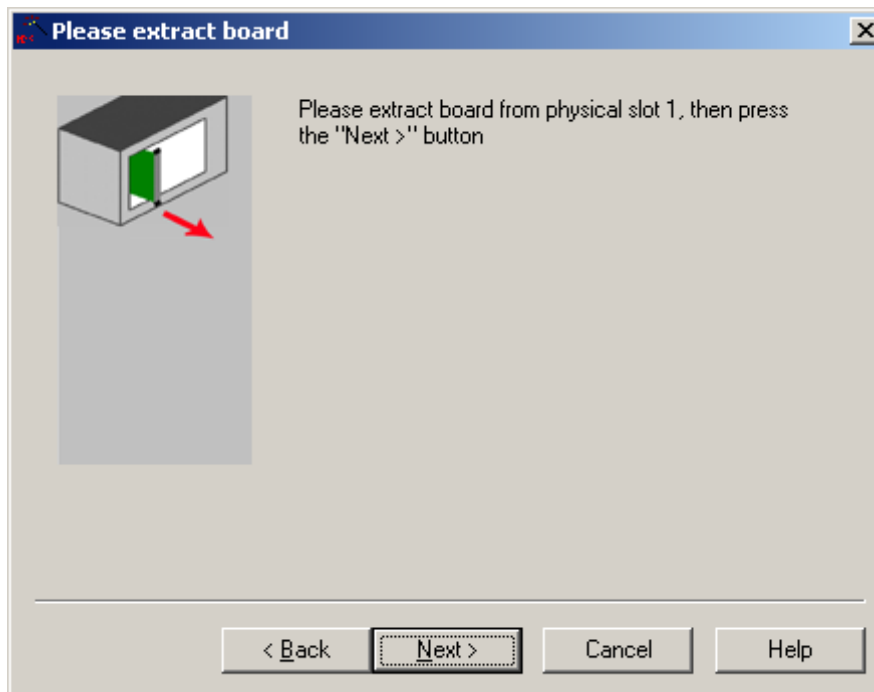 Please extract board
Please extract board from physical slot 1, then press
the "Next >" button
< Back
Next >
Cancel
Help